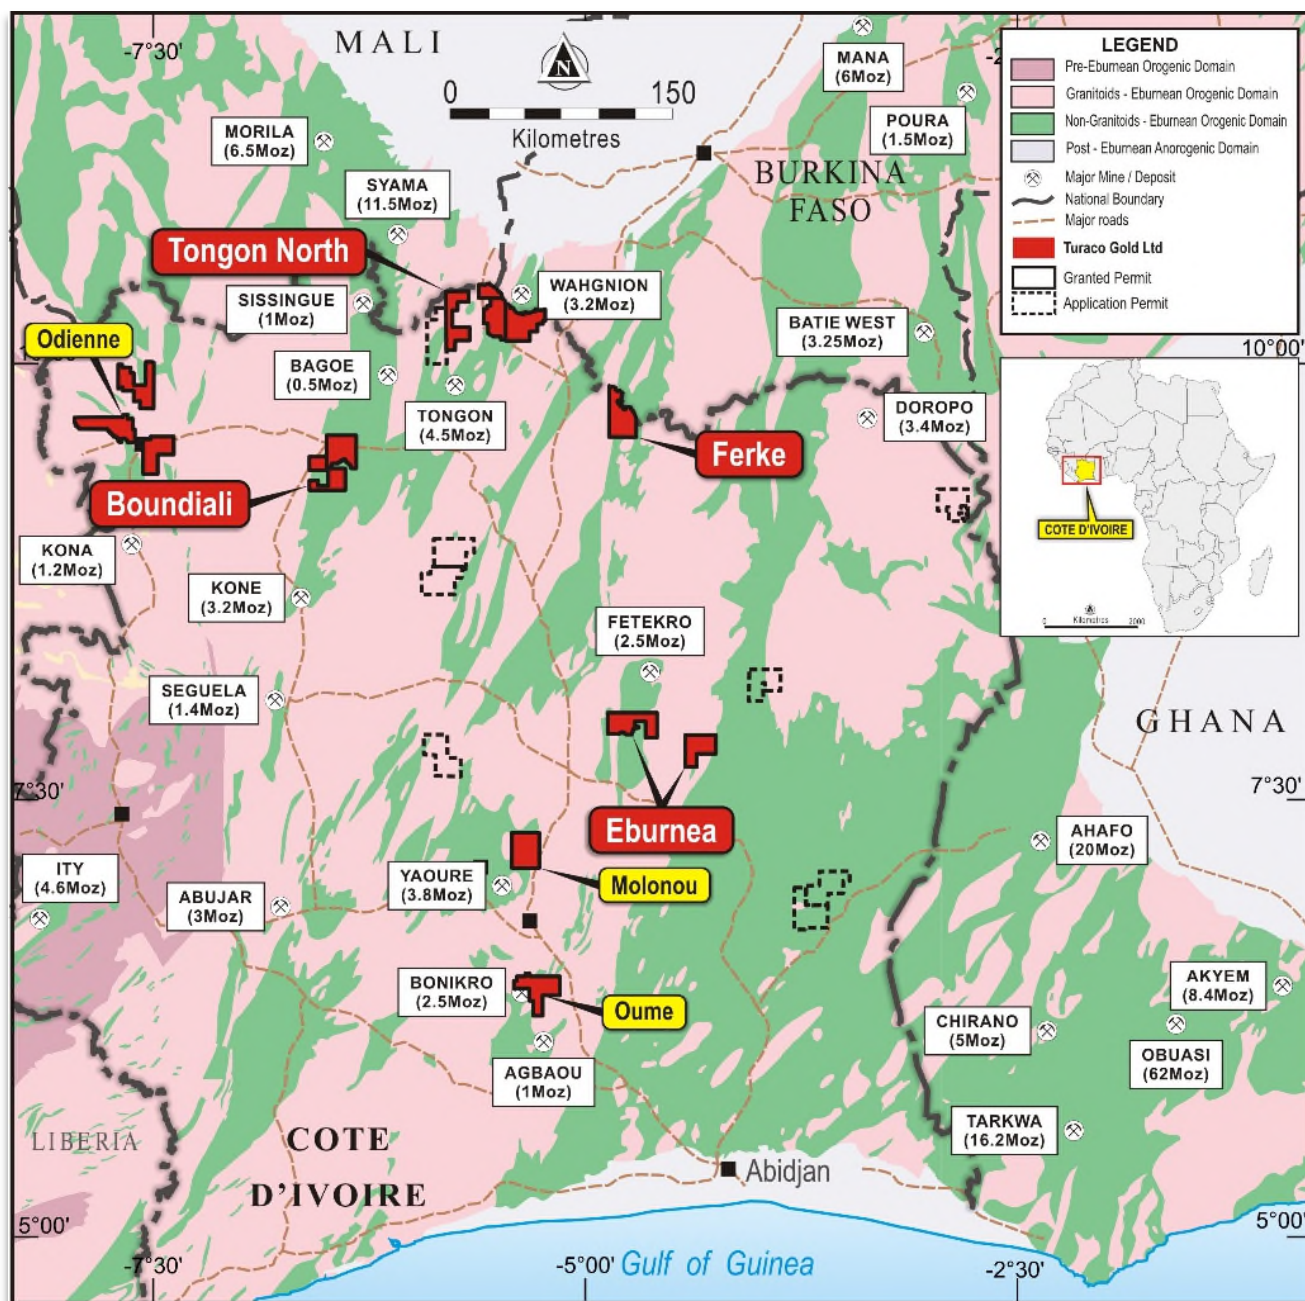 -7°30'
MALI
N
0
150
Kilometres
MANA
(6Moz)
POURA
(1.5Moz)
LEGEND
Pre-Eburnean Orogenic Domain
Granitoids - Eburnean Orogenic Domain
Non-Granitoids - Eburnean Orogenic Domain
Post - Eburnean Anorogenic Domain
Major Mine / Deposit
National Boundary
Major roads
Turaco Gold Ltd
Granted Permit
Application Permit
MORILA
(6.5Moz)
SYAMA
(11.5Moz)
BURKINA
FASO
Tongon North
SISSINGUE
(1Moz)
WAHGNION
(3.2Moz)
BATIE WEST
(3.25Moz)
10°00'
Odienne
BAGOE
(0.5Moz)
TONGON
(4.5Moz)
DOROPO
(3.4Moz)
Ferke
Boundiali
COTE D'IVOIRE
KONA
(1.2Moz)
KONE
(3.2Moz)
FETEKRO
(2.5Moz)
0
Kilometres
2000
SEGUELA
(1.4Moz)
GHANA
7°30'
7°30'
Eburnea
AHAFO
(20Moz)
ITY
(4.6Moz)
ABUJAR
(3Moz)
YAOURE
(3.8Moz)
Molonou
BONIKRO
(2.5Moz)
Oume
AKYEM
(8.4Moz)
CHIRANO
(5Moz)
OBUASI
(62Moz)
AGBAOU
(1Moz)
TARKWA
(16.2Moz)
LIBERIA
COTE
D'IVOIRE
Abidjan
5°00'
5°00'
-7°30'
-5°00'
Gulf of Guinea
-2°30'